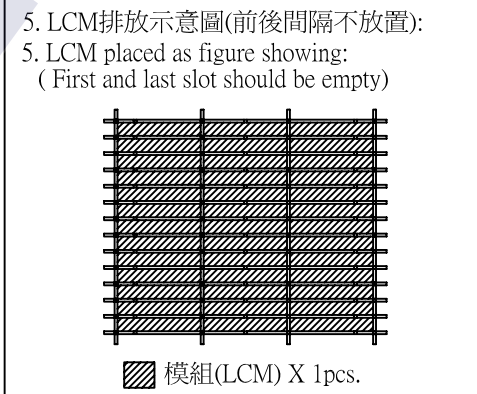 5. LCM排放示意圖(前後間隔不放置):
5. LCM placed as figure showing:
( First and last slot should be empty)
模組(LCM) X 1pcs.